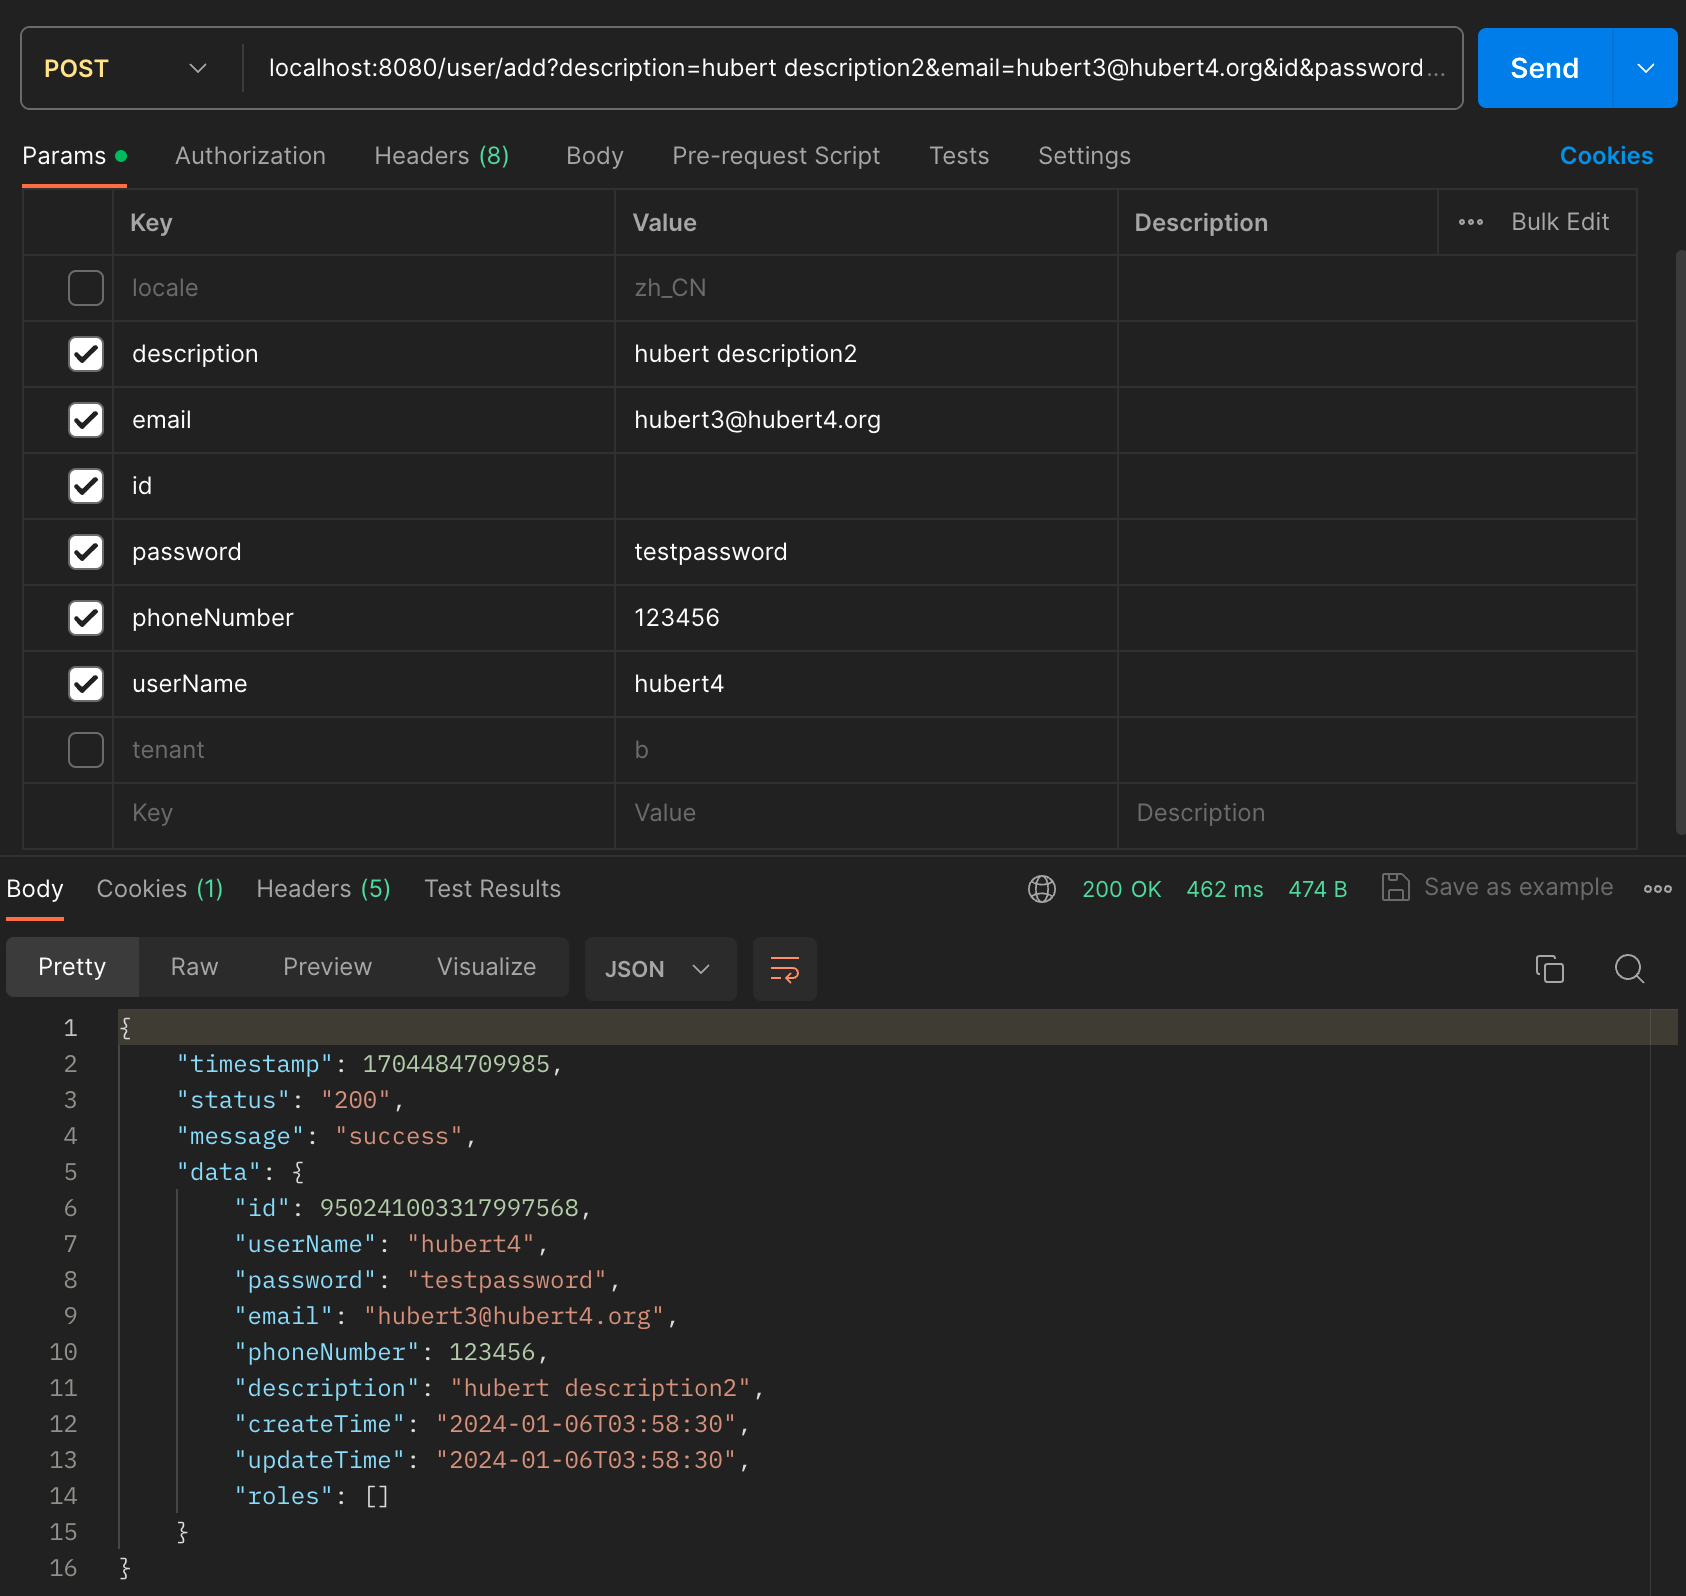 POST localhost:8080/user/add?description=hubert description2&email=hubert3@hubert4.org&id&password... Send
Params Authorization Headers (8) Body Pre-request Script Tests Settings Cookies
Key Value Description ooo Bulk Edit
locale zh_CN
description hubert description2
email hubert3@hubert4.org
id
password testpassword
phoneNumber 123456
userName hubert4
tenant b
Key Value Description
Body Cookies (1) Headers (5) Test Results 200 OK 462 ms 474 B Save as example ooo
Pretty Raw Preview Visualize JSON
1 {
2 "timestamp": 1704484709985,
3 "status": "200",
4 "message": "success",
5 "data": {
6 "id": 950241003317997568,
7 "userName": "hubert4",
8 "password": "testpassword",
9 "email": "hubert3@hubert4.org",
10 "phoneNumber": 123456,
11 "description": "hubert description2",
12 "createTime": "2024-01-06T03:58:30",
13 "updateTime": "2024-01-06T03:58:30",
14 "roles": []
15 }
16 }